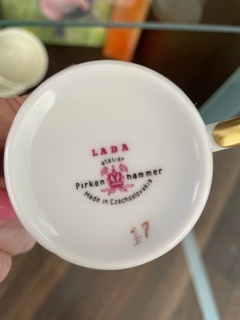 LADA
atelier
Pirken hammer
Made in Czechoslovakia
17